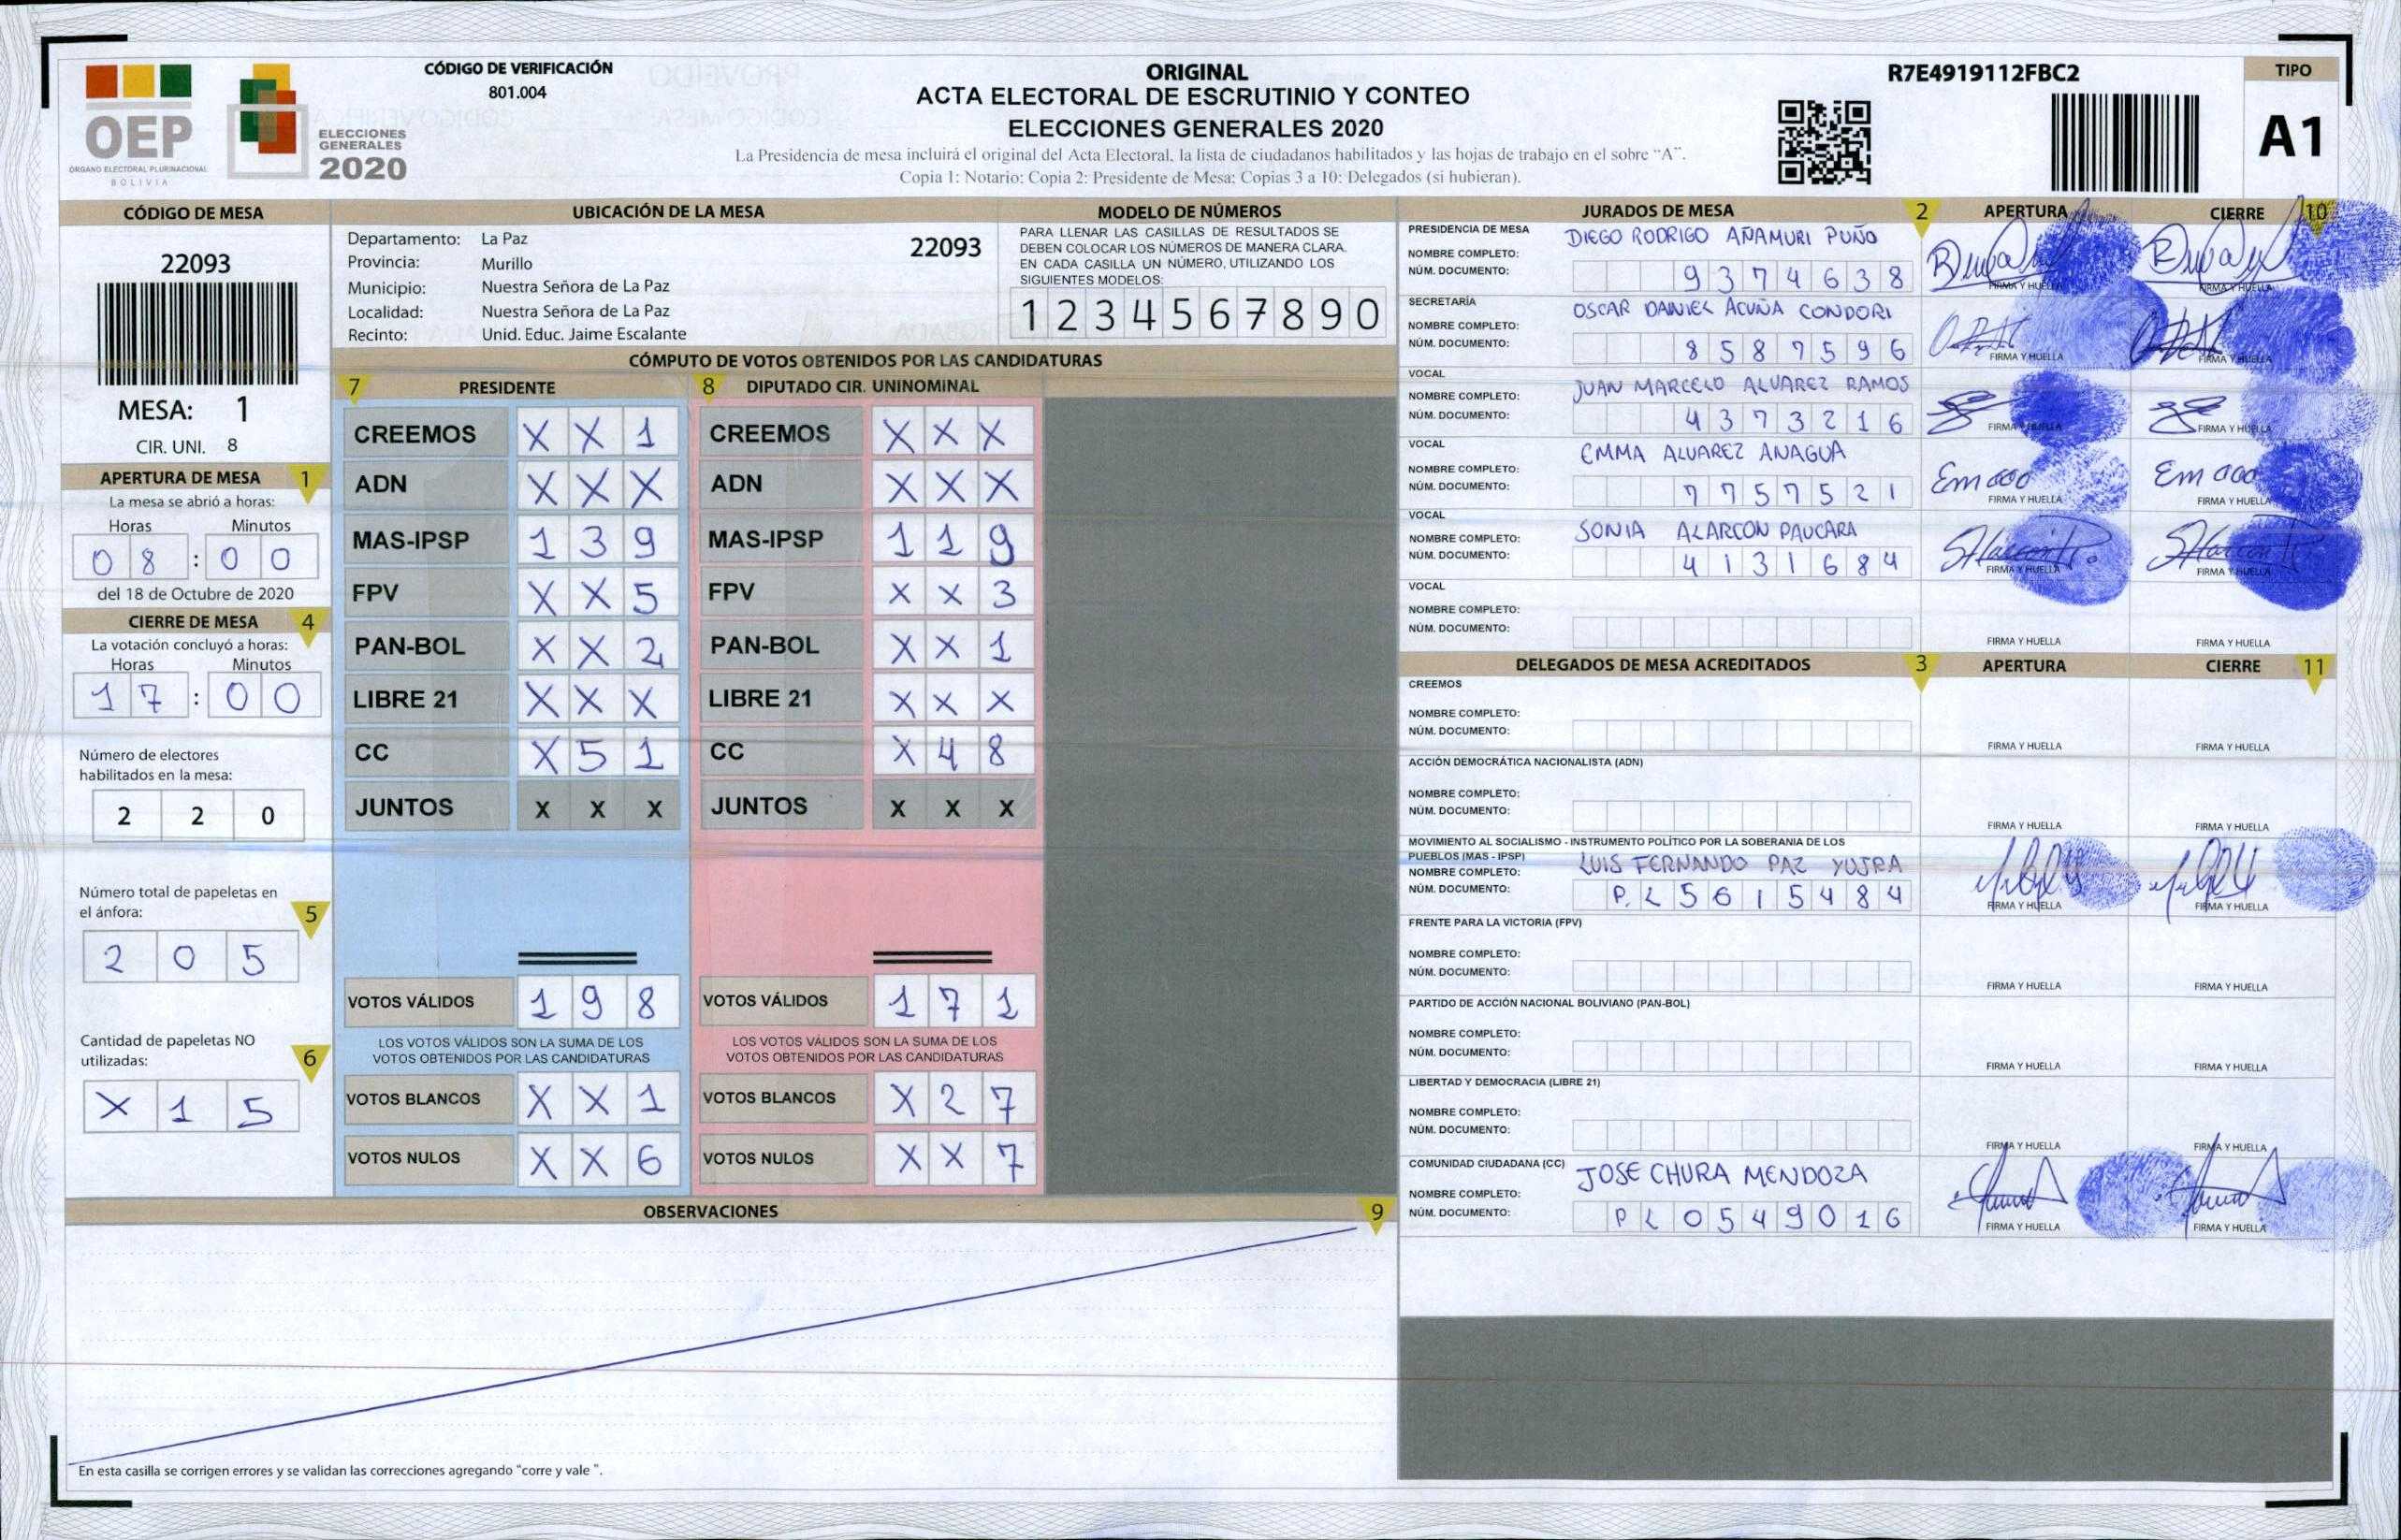 OEP
ORGANO ELECTORAL PLURINACIONAL
BOLIVIA
ELECCIONES
GENERALES
2020
CÓDIGO DE VERIFICACIÓN
801.004
ORIGINAL
ACTA ELECTORAL DE ESCRUTINIO Y CONTEO
ELECCIONES GENERALES 2020
La Presidencia de mesa incluirá el original del Acta Electoral, la lista de ciudadanos habilitados y las hojas de trabajo en el sobre "A".
Copia 1: Notario; Copia 2: Presidente de Mesa; Copias 3 a 10: Delegados (si hubieran).
R7E4919112FBC2
TIPO
A1
CÓDIGO DE MESA
22093
MESA: 1
CIR. UNI. 8
APERTURA DE MESA 1
La mesa se abrió a horas:
Horas Minutos
0 8 : 0 0
del 18 de Octubre de 2020
CIERRE DE MESA 4
La votación concluyó a horas:
Horas Minutos
1 7 : 0 0
Número de electores
habilitados en la mesa:
2 2 0
Número total de papeletas en
el ánfora: 5
2 0 5
Cantidad de papeletas NO
utilizadas: 6
X 1 5
UBICACIÓN DE LA MESA
Departamento: La Paz 22093
Provincia: Murillo
Municipio: Nuestra Señora de La Paz
Localidad: Nuestra Señora de La Paz
Recinto: Unid. Educ. Jaime Escalante
MODELO DE NÚMEROS
PARA LLENAR LAS CASILLAS DE RESULTADOS SE
DEBEN COLOCAR LOS NÚMEROS DE MANERA CLARA.
EN CADA CASILLA UN NÚMERO, UTILIZANDO LOS
SIGUIENTES MODELOS:
1 2 3 4 5 6 7 8 9 0
CÓMPUTO DE VOTOS OBTENIDOS POR LAS CANDIDATURAS
7 PRESIDENTE 8 DIPUTADO CIR. UNINOMINAL
CREEMOS X X 1 CREEMOS X X X
ADN X X X ADN X X X
MAS-IPSP 1 3 9 MAS-IPSP 1 1 9
FPV X X 5 FPV X X 3
PAN-BOL X X 2 PAN-BOL X X 1
LIBRE 21 X X X LIBRE 21 X X X
CC X 5 1 CC X 4 8
JUNTOS X X X JUNTOS X X X
VOTOS VÁLIDOS 1 9 8 VOTOS VÁLIDOS 1 7 1
LOS VOTOS VÁLIDOS SON LA SUMA DE LOS LOS VOTOS VÁLIDOS SON LA SUMA DE LOS
VOTOS OBTENIDOS POR LAS CANDIDATURAS VOTOS OBTENIDOS POR LAS CANDIDATURAS
VOTOS BLANCOS X X 1 VOTOS BLANCOS X 2 7
VOTOS NULOS X X 6 VOTOS NULOS X X 7
OBSERVACIONES 9
En esta casilla se corrigen errores y se validan las correcciones agregando "corre y vale ".
JURADOS DE MESA 2 APERTURA CIERRE 10
PRESIDENCIA DE MESA
NOMBRE COMPLETO: DIEGO RODRIGO AÑAMURI PUÑO
NÚM. DOCUMENTO: 9 3 7 4 6 3 8
FIRMA Y HUELLA FIRMA Y HUELLA
SECRETARÍA
NOMBRE COMPLETO: OSCAR DANIEL ACUÑA CONDORI
NÚM. DOCUMENTO: 8 5 8 7 5 9 6
FIRMA Y HUELLA FIRMA Y HUELLA
VOCAL
NOMBRE COMPLETO: JUAN MARCELO ALVAREZ RAMOS
NÚM. DOCUMENTO: 4 3 7 3 2 1 6
FIRMA Y HUELLA FIRMA Y HUELLA
VOCAL
NOMBRE COMPLETO: EMMA ALVAREZ ANAGUA
NÚM. DOCUMENTO: 7 7 5 7 5 2 1
FIRMA Y HUELLA FIRMA Y HUELLA
VOCAL
NOMBRE COMPLETO: SONIA ALARCON PAUCARA
NÚM. DOCUMENTO: 4 1 3 1 6 8 4
FIRMA Y HUELLA FIRMA Y HUELLA
VOCAL
NOMBRE COMPLETO:
NÚM. DOCUMENTO:
FIRMA Y HUELLA FIRMA Y HUELLA
DELEGADOS DE MESA ACREDITADOS 3 APERTURA CIERRE 11
CREEMOS
NOMBRE COMPLETO:
NÚM. DOCUMENTO:
FIRMA Y HUELLA FIRMA Y HUELLA
ACCIÓN DEMOCRÁTICA NACIONALISTA (ADN)
NOMBRE COMPLETO:
NÚM. DOCUMENTO:
FIRMA Y HUELLA FIRMA Y HUELLA
MOVIMIENTO AL SOCIALISMO - INSTRUMENTO POLÍTICO POR LA SOBERANIA DE LOS
PUEBLOS (MAS - IPSP)
NOMBRE COMPLETO: LUIS FERNANDO PAZ YUJRA
NÚM. DOCUMENTO: P. L 5 6 1 5 4 8 4
FIRMA Y HUELLA FIRMA Y HUELLA
FRENTE PARA LA VICTORIA (FPV)
NOMBRE COMPLETO:
NÚM. DOCUMENTO:
FIRMA Y HUELLA FIRMA Y HUELLA
PARTIDO DE ACCIÓN NACIONAL BOLIVIANO (PAN-BOL)
NOMBRE COMPLETO:
NÚM. DOCUMENTO:
FIRMA Y HUELLA FIRMA Y HUELLA
LIBERTAD Y DEMOCRACIA (LIBRE 21)
NOMBRE COMPLETO:
NÚM. DOCUMENTO:
FIRMA Y HUELLA FIRMA Y HUELLA
COMUNIDAD CIUDADANA (CC)
NOMBRE COMPLETO: JOSE CHURA MENDOZA
NÚM. DOCUMENTO: P L 0 5 4 9 0 1 6
FIRMA Y HUELLA FIRMA Y HUELLA